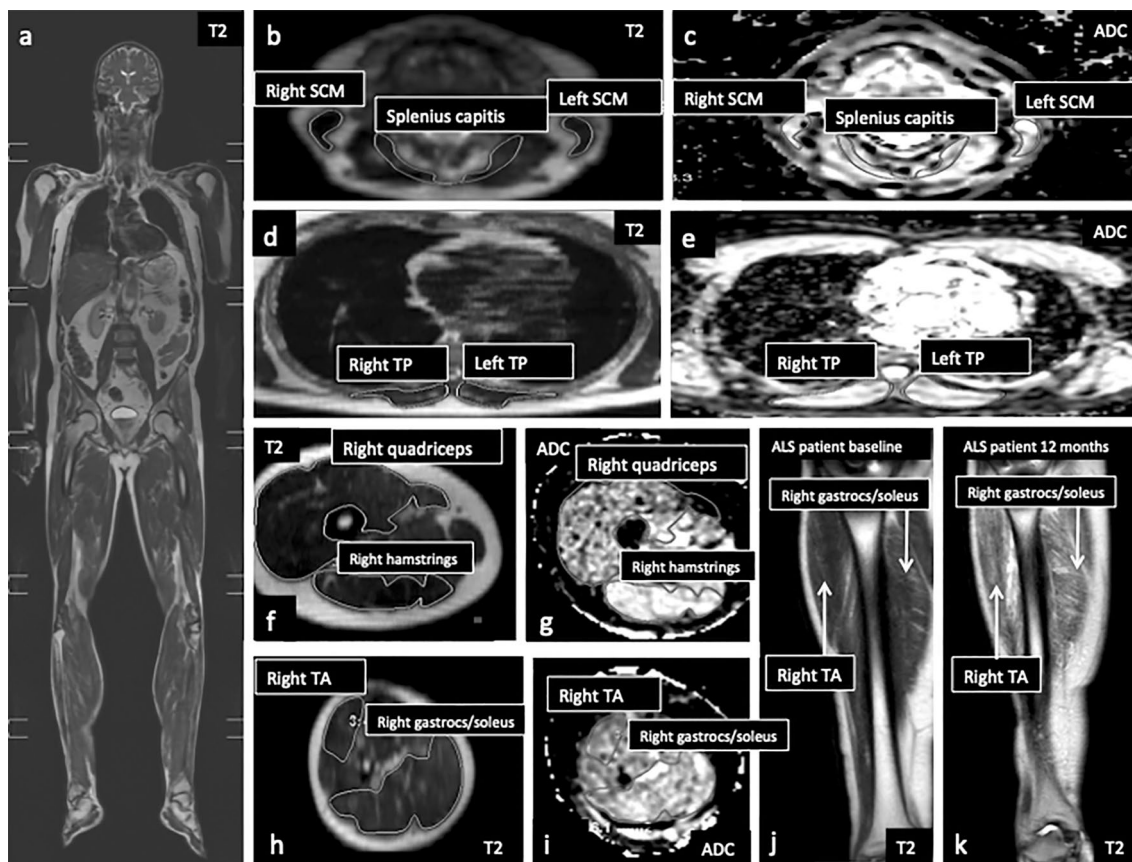 a
T2
b
T2
Right SCM
Left SCM
Splenius capitis
c
ADC
Right SCM
Left SCM
Splenius capitis
d
T2
Right TP
Left TP
e
ADC
Right TP
Left TP
T2
Right quadriceps
Right hamstrings
f
ADC
Right quadriceps
Right hamstrings
g
Right TA
Right gastrocs/soleus
h
T2
Right TA
Right gastrocs/soleus
i
ADC
ALS patient baseline
Right gastrocs/soleus
Right TA
j
T2
ALS patient 12 months
Right gastrocs/soleus
Right TA
k
T2